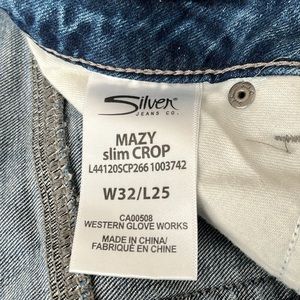 Silver
JEANS CO.
MAZY
slim CROP
L44120SCP266 1003742
W32/L25
CA00508
WESTERN GLOVE WORKS
MADE IN CHINA/
FABRIQUÉ EN CHINE